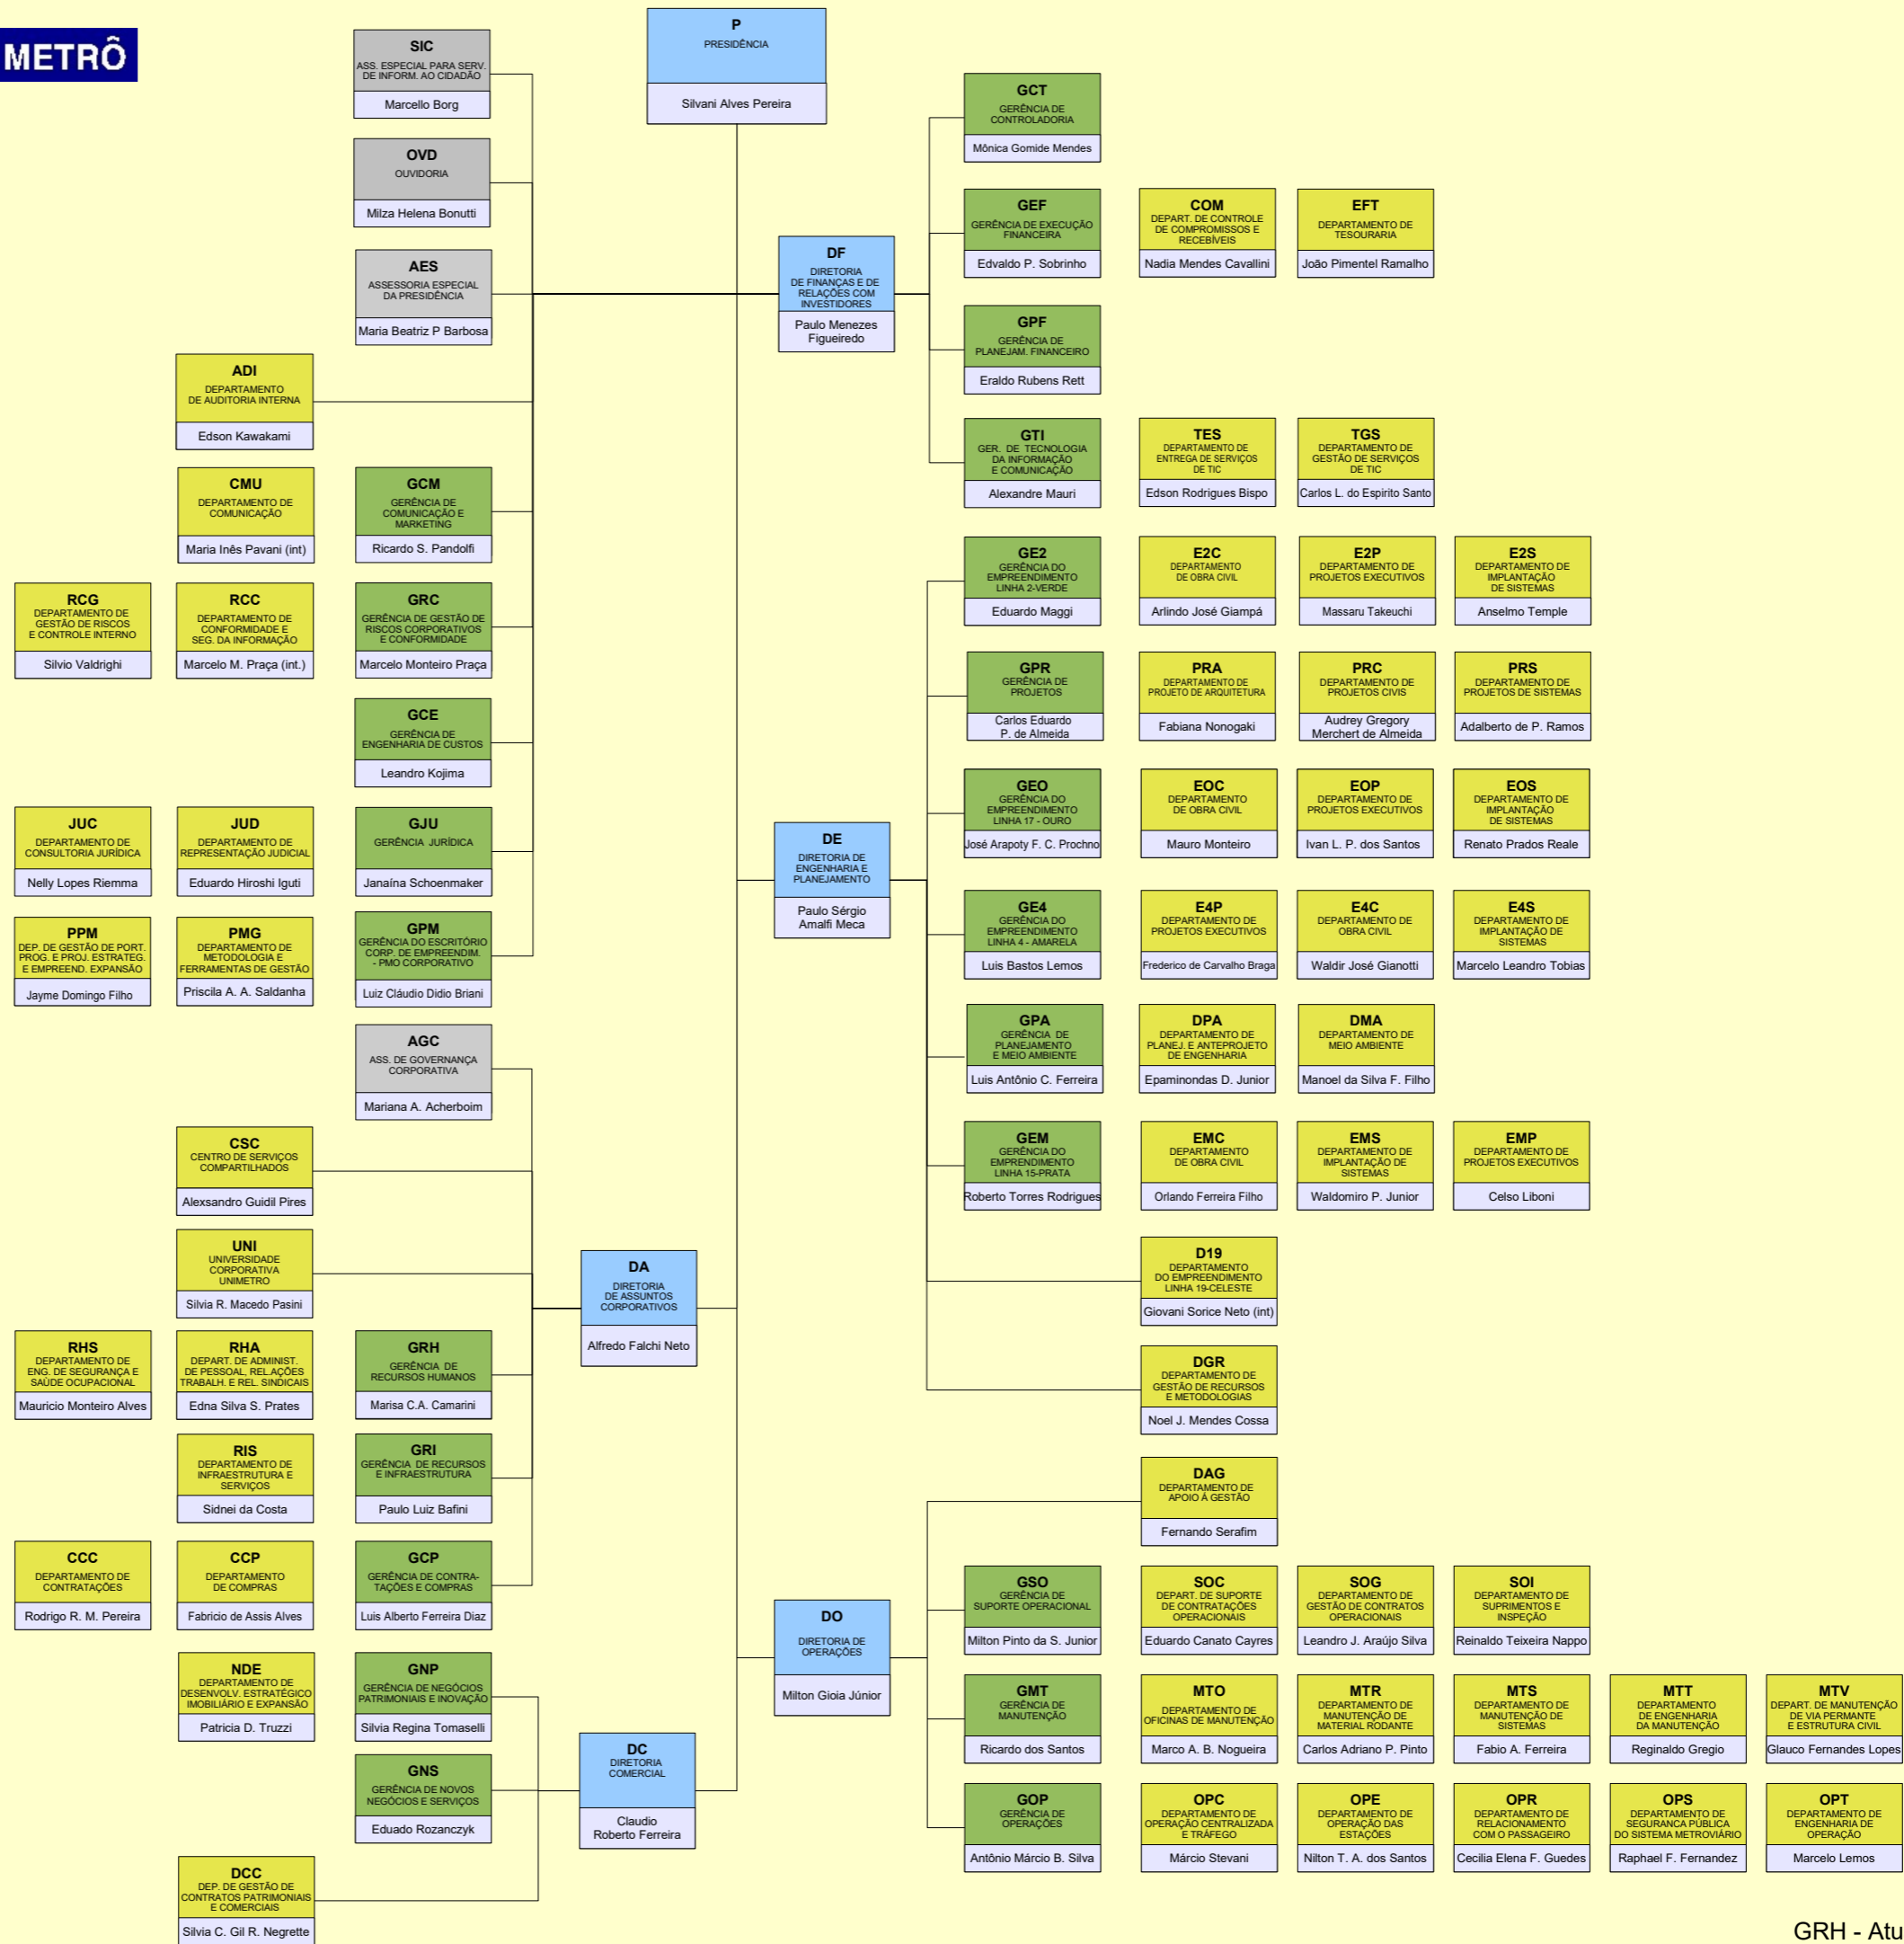 METRÔ
P
PRESIDÊNCIA
Silvani Alves Pereira
SIC
ASS. ESPECIAL PARA SERV.
DE INFORM. AO CIDADÃO
Marcello Borg
OVD
OUVIDORIA
Milza Helena Bonutti
AES
ASSESSORIA ESPECIAL
DA PRESIDÊNCIA
Maria Beatriz P Barbosa
ADI
DEPARTAMENTO
DE AUDITORIA INTERNA
Edson Kawakami
CMU
DEPARTAMENTO DE
COMUNICAÇÃO
Maria Inês Pavani (int)
GCM
GERÊNCIA DE
COMUNICAÇÃO E
MARKETING
Ricardo S. Pandolfi
RCG
DEPARTAMENTO DE
GESTÃO DE RISCOS
E CONTROLE INTERNO
Silvio Valdrighi
RCC
DEPARTAMENTO DE
CONFORMIDADE E
SEG. DA INFORMAÇÃO
Marcelo M. Praça (int.)
GRC
GERÊNCIA DE GESTÃO DE
RISCOS CORPORATIVOS
E CONFORMIDADE
Marcelo Monteiro Praça
GCE
GERÊNCIA DE
ENGENHARIA DE CUSTOS
Leandro Kojima
JUC
DEPARTAMENTO DE
CONSULTORIA JURÍDICA
Nelly Lopes Riemma
JUD
DEPARTAMENTO DE
REPRESENTAÇÃO JUDICIAL
Eduardo Hiroshi Iguti
GJU
GERÊNCIA JURÍDICA
Janaína Schoenmaker
PPM
DEP. DE GESTÃO DE PORT.
PROG. E PROJ. ESTRATEG.
E EMPREEND. EXPANSÃO
Jayme Domingo Filho
PMG
DEPARTAMENTO DE
METODOLOGIA E
FERRAMENTAS DE GESTÃO
Priscila A. A. Saldanha
GPM
GERÊNCIA DO ESCRITÓRIO
CORP. DE EMPREENDIM.
- PMO CORPORATIVO
Luiz Cláudio Didio Briani
AGC
ASS. DE GOVERNANÇA
CORPORATIVA
Mariana A. Acherboim
CSC
CENTRO DE SERVIÇOS
COMPARTILHADOS
Alexsandro Guidil Pires
UNI
UNIVERSIDADE
CORPORATIVA
UNIMETRO
Silvia R. Macedo Pasini
DA
DIRETORIA
DE ASSUNTOS
CORPORATIVOS
Alfredo Falchi Neto
RHS
DEPARTAMENTO DE
ENG. DE SEGURANÇA E
SAÚDE OCUPACIONAL
Mauricio Monteiro Alves
RHA
DEPART. DE ADMINIST.
DE PESSOAL, REL.AÇÕES
TRABALH. E REL. SINDICAIS
Edna Silva S. Prates
GRH
GERÊNCIA DE
RECURSOS HUMANOS
Marisa C.A. Camarini
RIS
DEPARTAMENTO DE
INFRAESTRUTURA E
SERVIÇOS
Sidnei da Costa
GRI
GERÊNCIA DE RECURSOS
E INFRAESTRUTURA
Paulo Luiz Bafini
CCC
DEPARTAMENTO DE
CONTRATAÇÕES
Rodrigo R. M. Pereira
CCP
DEPARTAMENTO
DE COMPRAS
Fabricio de Assis Alves
GCP
GERÊNCIA DE CONTRA-
TAÇÕES E COMPRAS
Luis Alberto Ferreira Diaz
NDE
DEPARTAMENTO DE
DESENVOLV. ESTRATÉGICO
IMOBILIÁRIO E EXPANSÃO
Patricia D. Truzzi
GNP
GERÊNCIA DE NEGÓCIOS
PATRIMONIAIS E INOVAÇÃO
Silvia Regina Tomaselli
GNS
GERÊNCIA DE NOVOS
NEGÓCIOS E SERVIÇOS
Eduado Rozanczyk
DC
DIRETORIA
COMERCIAL
Claudio
Roberto Ferreira
DCC
DEP. DE GESTÃO DE
CONTRATOS PATRIMONIAIS
E COMERCIAIS
Silvia C. Gil R. Negrette
DF
DIRETORIA
DE FINANÇAS E DE
RELAÇÕES COM
INVESTIDORES
Paulo Menezes
Figueiredo
GCT
GERÊNCIA DE
CONTROLADORIA
Mônica Gomide Mendes
GEF
GERÊNCIA DE EXECUÇÃO
FINANCEIRA
Edvaldo P. Sobrinho
COM
DEPART. DE CONTROLE
DE COMPROMISSOS E
RECEBÍVEIS
Nadia Mendes Cavallini
EFT
DEPARTAMENTO DE
TESOURARIA
João Pimentel Ramalho
GPF
GERÊNCIA DE
PLANEJAM. FINANCEIRO
Eraldo Rubens Rett
GTI
GER. DE TECNOLOGIA
DA INFORMAÇÃO
E COMUNICAÇÃO
Alexandre Mauri
TES
DEPARTAMENTO DE
ENTREGA DE SERVIÇOS
DE TIC
Edson Rodrigues Bispo
TGS
DEPARTAMENTO DE
GESTÃO DE SERVIÇOS
DE TIC
Carlos L. do Espirito Santo
DE
DIRETORIA DE
ENGENHARIA E
PLANEJAMENTO
Paulo Sérgio
Amalfi Meca
GE2
GERÊNCIA DO
EMPREENDIMENTO
LINHA 2-VERDE
Eduardo Maggi
E2C
DEPARTAMENTO
DE OBRA CIVIL
Arlindo José Giampá
E2P
DEPARTAMENTO DE
PROJETOS EXECUTIVOS
Massaru Takeuchi
E2S
DEPARTAMENTO DE
IMPLANTAÇÃO
DE SISTEMAS
Anselmo Temple
GPR
GERÊNCIA DE
PROJETOS
Carlos Eduardo
P. de Almeida
PRA
DEPARTAMENTO DE
PROJETO DE ARQUITETURA
Fabiana Nonogaki
PRC
DEPARTAMENTO DE
PROJETOS CIVIS
Audrey Gregory
Merchert de Almeida
PRS
DEPARTAMENTO DE
PROJETOS DE SISTEMAS
Adalberto de P. Ramos
GEO
GERÊNCIA DO
EMPREENDIMENTO
LINHA 17 - OURO
José Arapoty F. C. Prochno
EOC
DEPARTAMENTO
DE OBRA CIVIL
Mauro Monteiro
EOP
DEPARTAMENTO DE
PROJETOS EXECUTIVOS
Ivan L. P. dos Santos
EOS
DEPARTAMENTO DE
IMPLANTAÇÃO
DE SISTEMAS
Renato Prados Reale
GE4
GERÊNCIA DO
EMPREENDIMENTO
LINHA 4 - AMARELA
Luis Bastos Lemos
E4P
DEPARTAMENTO DE
PROJETOS EXECUTIVOS
Frederico de Carvalho Braga
E4C
DEPARTAMENTO DE
OBRA CIVIL
Waldir José Gianotti
E4S
DEPARTAMENTO DE
IMPLANTAÇÃO DE
SISTEMAS
Marcelo Leandro Tobias
GPA
GERÊNCIA DE
PLANEJAMENTO
E MEIO AMBIENTE
Luis Antônio C. Ferreira
DPA
DEPARTAMENTO DE
PLANEJ. E ANTEPROJETO
DE ENGENHARIA
Epaminondas D. Junior
DMA
DEPARTAMENTO DE
MEIO AMBIENTE
Manoel da Silva F. Filho
GEM
GERÊNCIA DO
EMPRENDIMENTO
LINHA 15-PRATA
Roberto Torres Rodrigues
EMC
DEPARTAMENTO
DE OBRA CIVIL
Orlando Ferreira Filho
EMS
DEPARTAMENTO DE
IMPLANTAÇÃO DE
SISTEMAS
Waldomiro P. Junior
EMP
DEPARTAMENTO DE
PROJETOS EXECUTIVOS
Celso Liboni
D19
DEPARTAMENTO
DO EMPREENDIMENTO
LINHA 19-CELESTE
Giovani Sorice Neto (int)
DGR
DEPARTAMENTO DE
GESTÃO DE RECURSOS
E METODOLOGIAS
Noel J. Mendes Cossa
DAG
DEPARTAMENTO DE
APOIO À GESTÃO
Fernando Serafim
DO
DIRETORIA DE
OPERAÇÕES
Milton Gioia Júnior
GSO
GERÊNCIA DE
SUPORTE OPERACIONAL
Milton Pinto da S. Junior
SOC
DEPART. DE SUPORTE
DE CONTRATAÇÕES
OPERACIONAIS
Eduardo Canato Cayres
SOG
DEPARTAMENTO DE
GESTÃO DE CONTRATOS
OPERACIONAIS
Leandro J. Araújo Silva
SOI
DEPARTAMENTO DE
SUPRIMENTOS E
INSPEÇÃO
Reinaldo Teixeira Nappo
GMT
GERÊNCIA DE
MANUTENÇÃO
Ricardo dos Santos
MTO
DEPARTAMENTO DE
OFICINAS DE MANUTENÇÃO
Marco A. B. Nogueira
MTR
DEPARTAMENTO DE
MANUTENÇÃO DE
MATERIAL RODANTE
Carlos Adriano P. Pinto
MTS
DEPARTAMENTO DE
MANUTENÇÃO DE
SISTEMAS
Fabio A. Ferreira
MTT
DEPARTAMENTO
DE ENGENHARIA
DA MANUTENÇÃO
Reginaldo Gregio
MTV
DEPART. DE MANUTENÇÃO
DE VIA PERMANTE
E ESTRUTURA CIVIL
Glauco Fernandes Lopes
GOP
GERÊNCIA DE
OPERAÇÕES
Antônio Márcio B. Silva
OPC
DEPARTAMENTO DE
OPERAÇÃO CENTRALIZADA
E TRÁFEGO
Márcio Stevani
OPE
DEPARTAMENTO DE
OPERAÇÃO DAS
ESTAÇÕES
Nilton T. A. dos Santos
OPR
DEPARTAMENTO DE
RELACIONAMENTO
COM O PASSAGEIRO
Cecilia Elena F. Guedes
OPS
DEPARTAMENTO DE
SEGURANCA PÚBLICA
DO SISTEMA METROVIÁRIO
Raphael F. Fernandez
OPT
DEPARTAMENTO DE
ENGENHARIA DE
OPERAÇÃO
Marcelo Lemos
GRH - Atu